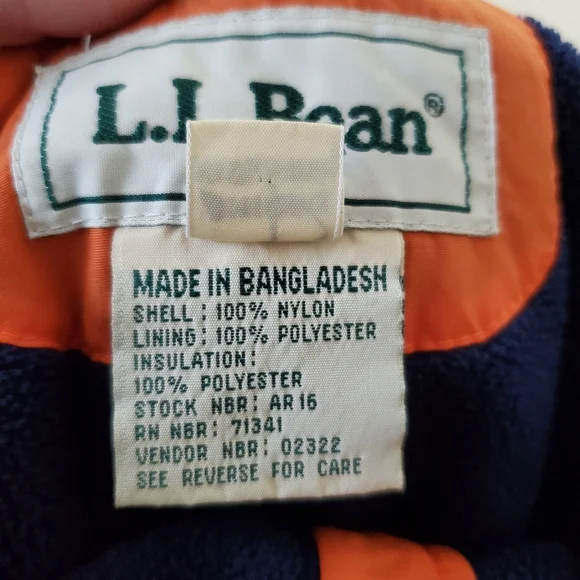 L.L.Bean®
MADE IN BANGLADESH
SHELL: 100% NYLON
LINING: 100% POLYESTER
INSULATION:
100% POLYESTER
STOCK NBR: AR16
RN NBR: 71341
VENDOR NBR: 02322
SEE REVERSE FOR CARE